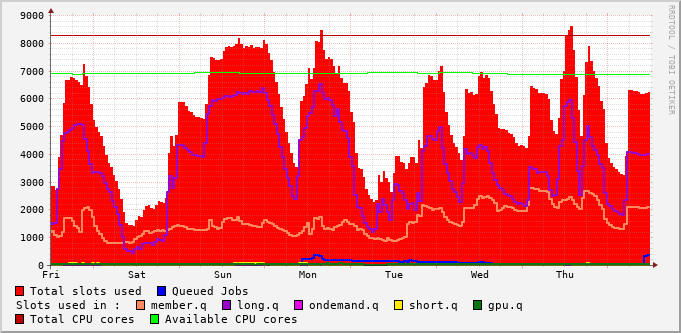 9000
8000
7000
6000
5000
4000
3000
2000
1000
0
Fri Sat Sun Mon Tue Wed Thu
RRDTOOL / TOBI OETIKER
Total slots used Queued Jobs
Slots used in : member.q long.q ondemand.q short.q gpu.q
Total CPU cores Available CPU cores